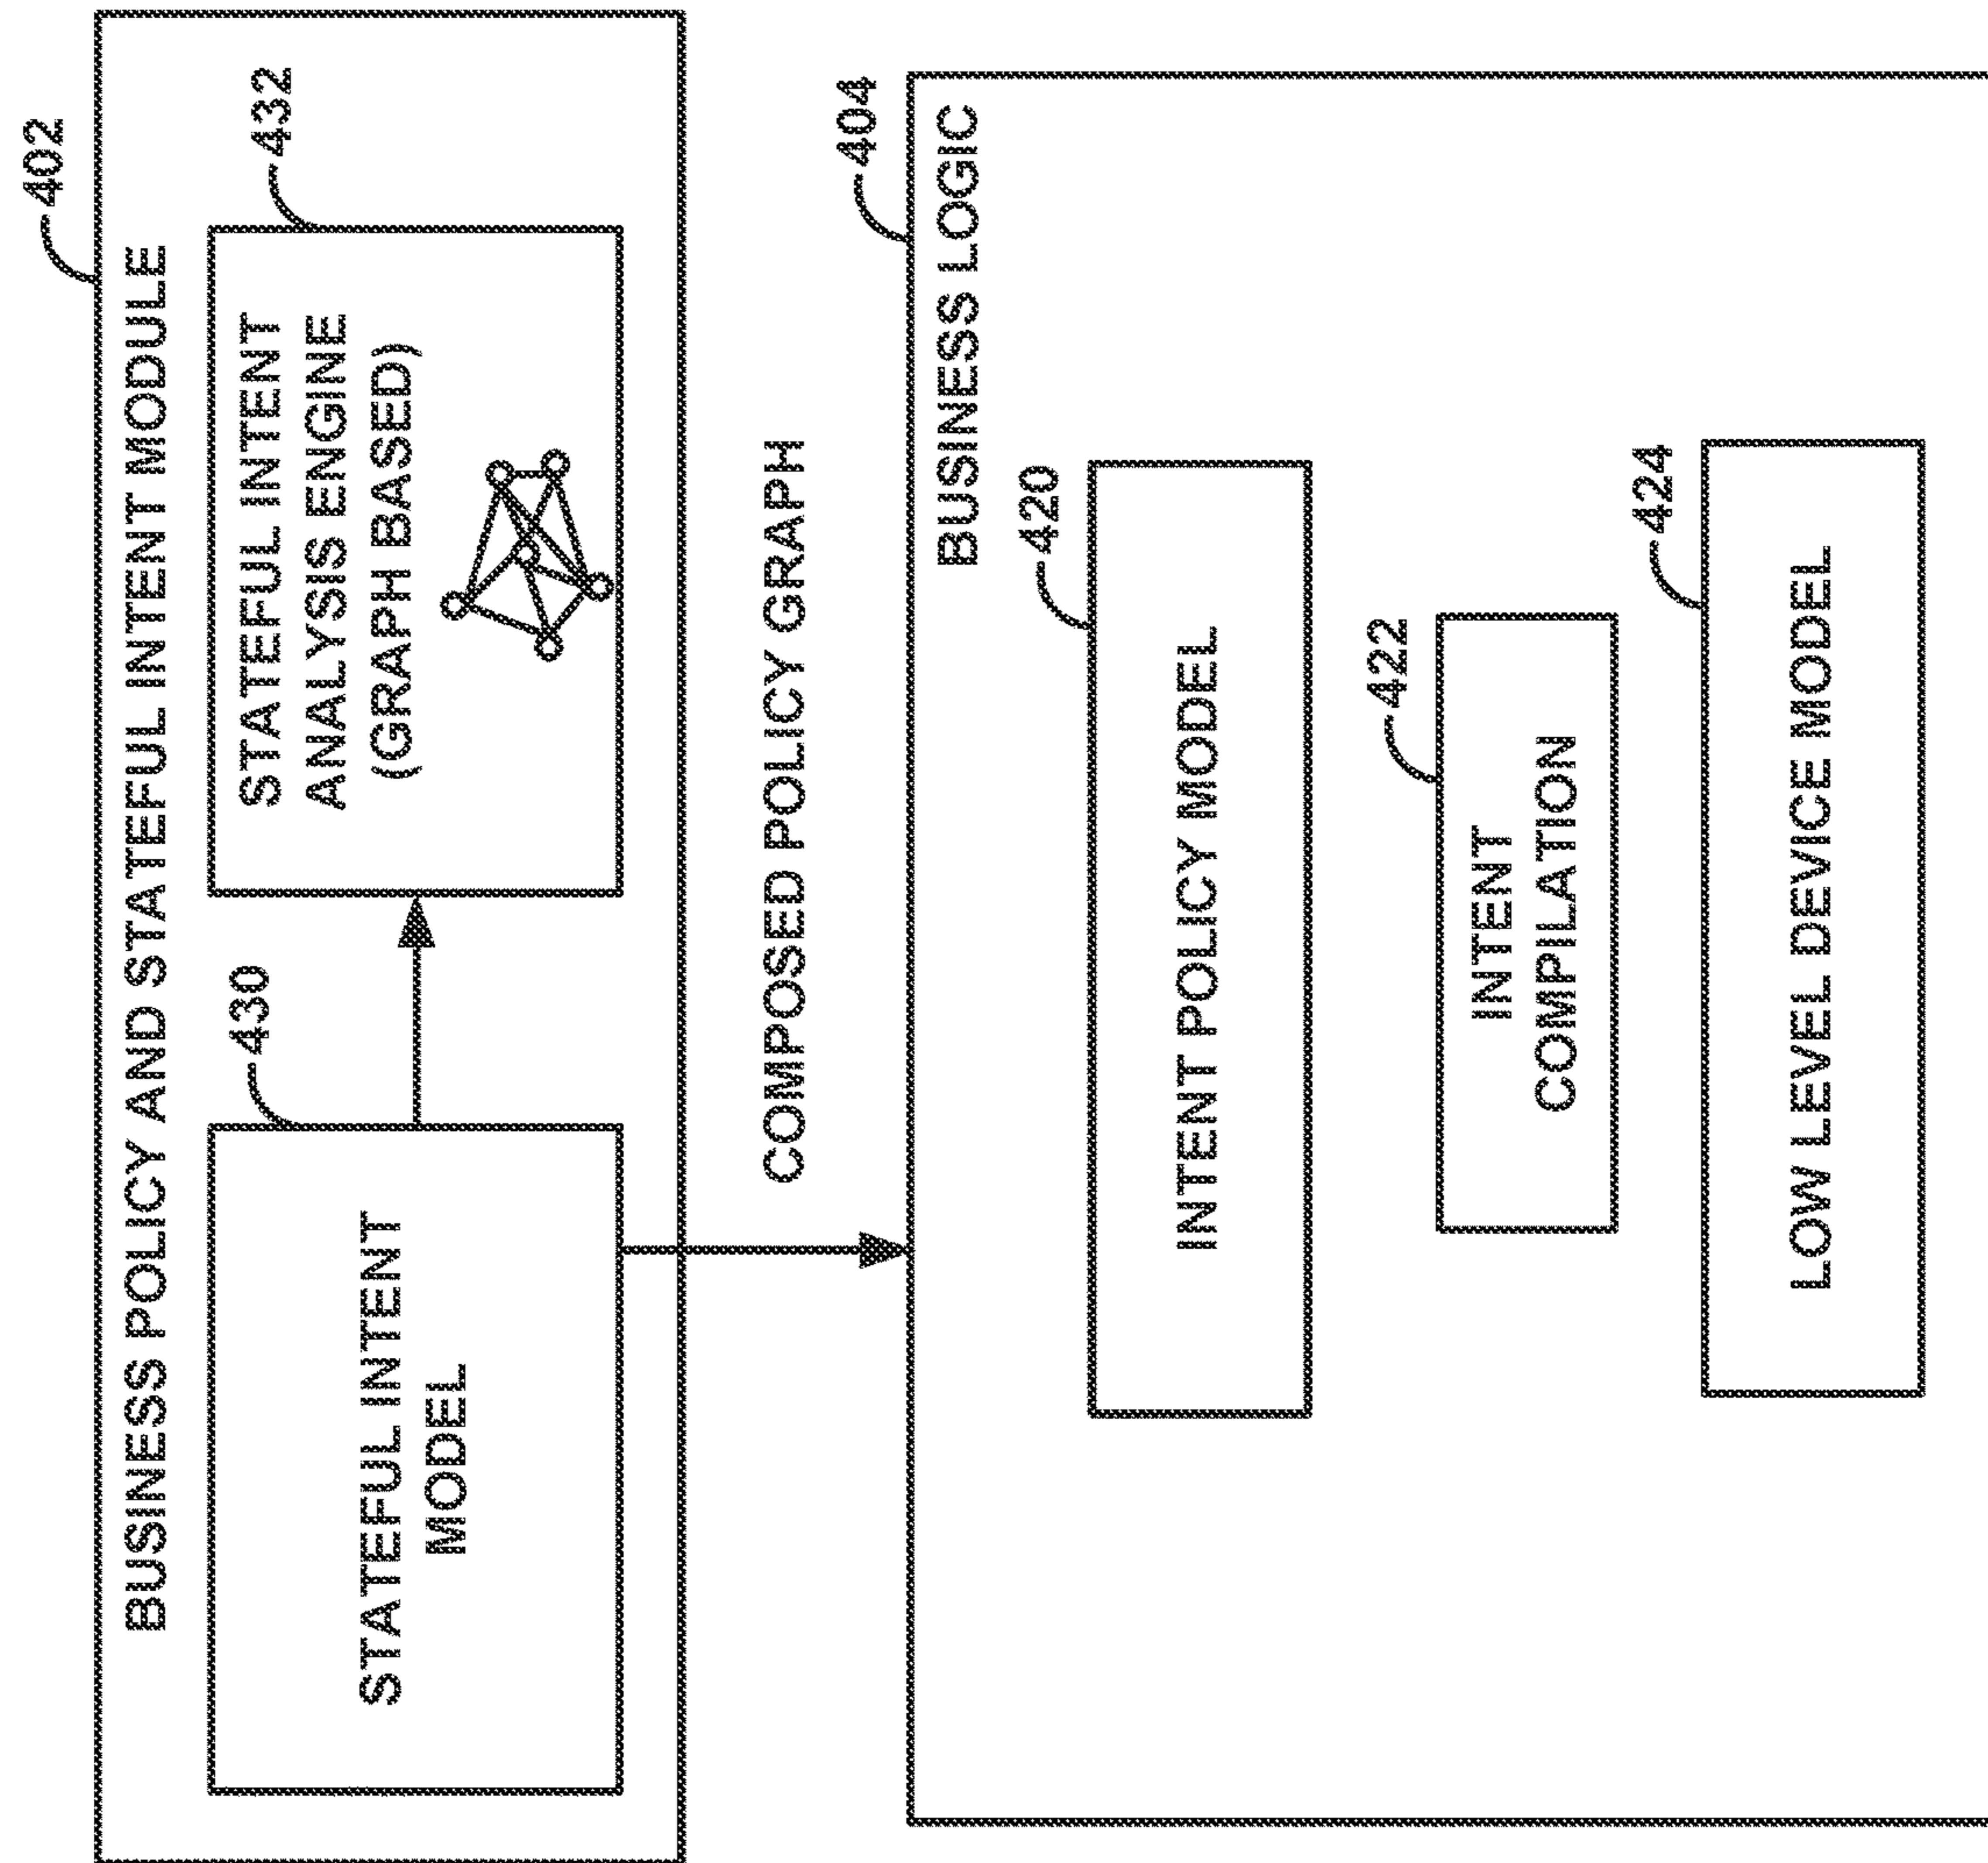 402
BUSINESS POLICY AND STATEFUL INTENT MODULE
430
432
STATEFUL INTENT
MODEL
STATEFUL INTENT
ANALYSIS ENGINE
(GRAPH BASED)
COMPOSED POLICY GRAPH
404
BUSINESS LOGIC
420
INTENT POLICY MODEL
422
INTENT
COMPILATION
424
LOW LEVEL DEVICE MODEL